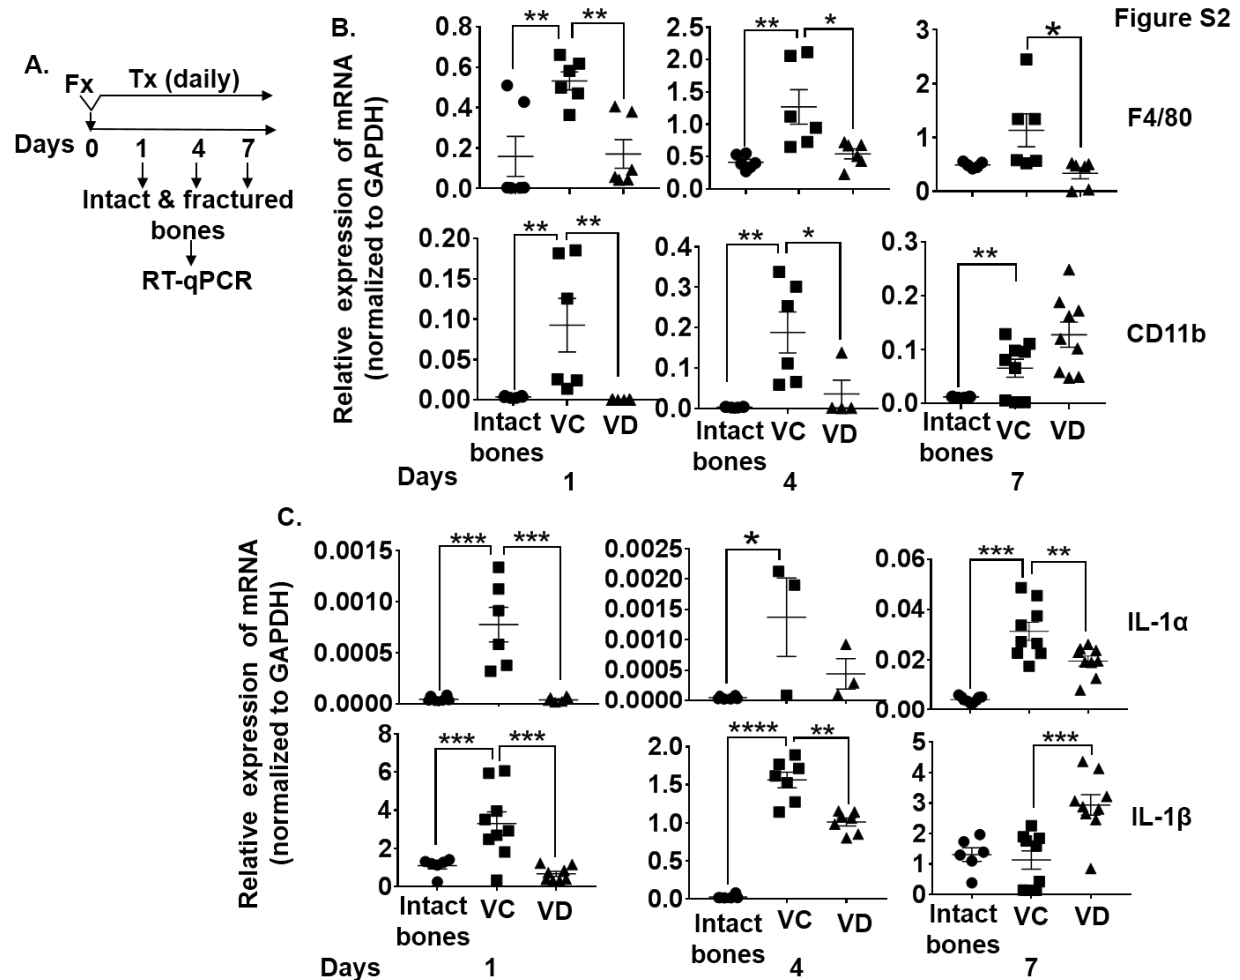 Figure S2
A.
Fx
Tx (daily)
Days 0 1 4 7
Intact & fractured
bones
RT-qPCR
B.
Relative expression of mRNA
(normalized to GAPDH)
0.8
0.6
0.4
0.2
0.0
** **
2.5
2.0
1.5
1.0
0.5
0.0
** *
3
2
1
0
*
F4/80
0.20
0.15
0.10
0.05
0.00
** **
Intact
bones
VC
VD
0.4
0.3
0.2
0.1
0.0
** *
Intact
bones
VC
VD
0.3
0.2
0.1
0.0
**
Intact
bones
VC
VD
CD11b
Days 1 4 7
C.
Relative expression of mRNA
(normalized to GAPDH)
0.0015
0.0010
0.0005
0.0000
*** ***
0.0025
0.0020
0.0015
0.0010
0.0005
0.0000
*
0.06
0.04
0.02
0.00
*** **
IL-1α
8
6
4
2
0
*** ***
Intact
bones
VC
VD
2.0
1.5
1.0
0.5
0.0
**** **
Intact
bones
VC
VD
5
4
3
2
1
0
***
Intact
bones
VC
VD
IL-1β
Days 1 4 7